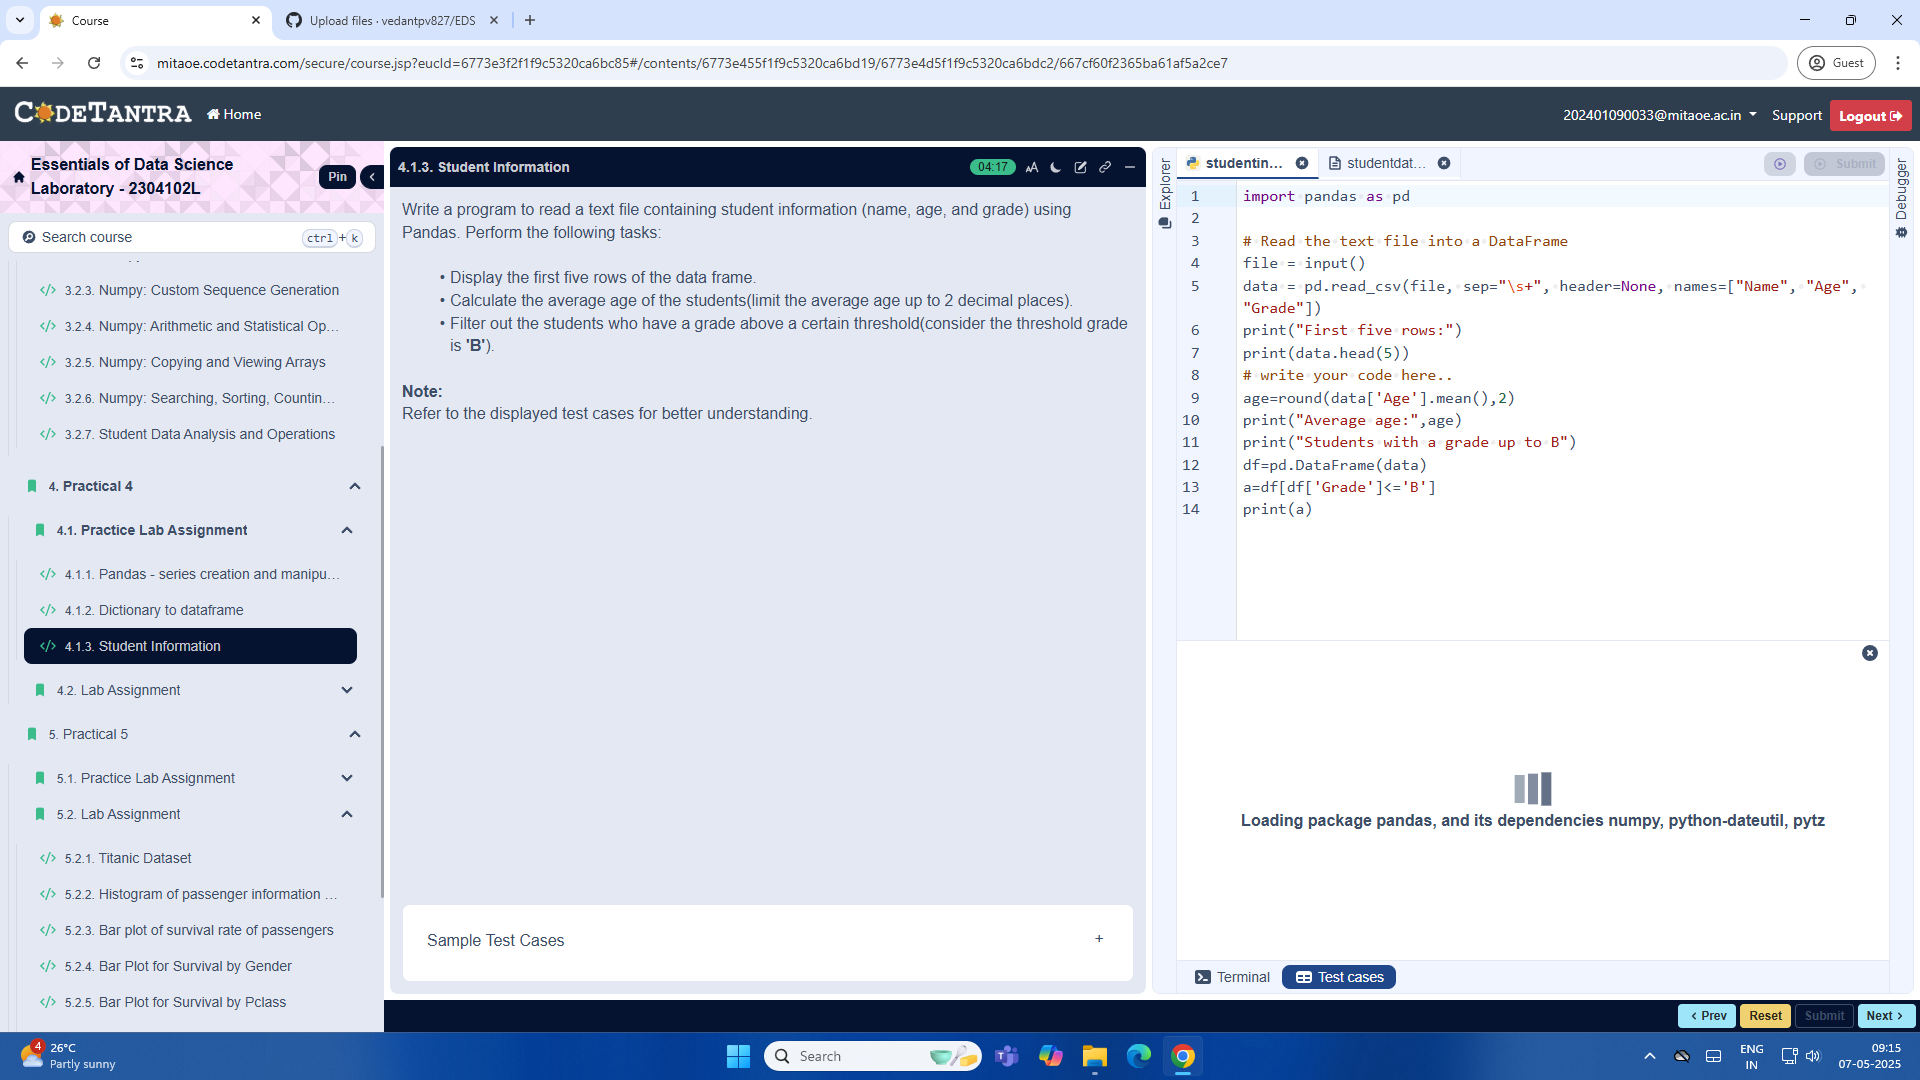 Course
Upload files · vedantpv827/EDS
mitaoe.codetantra.com/secure/course.jsp?eucId=6773e3f2f1f9c5320ca6bc85#/contents/6773e455f1f9c5320ca6bd19/6773e4d5f1f9c5320ca6bdc2/667cf60f2365ba61af5a2ce7
Guest
CODETANTRA
Home
202401090033@mitaoe.ac.in
Support
Logout
Essentials of Data Science
Laboratory - 2304102L
Pin
Search course
ctrl + k
3.2.3. Numpy: Custom Sequence Generation
3.2.4. Numpy: Arithmetic and Statistical Op...
3.2.5. Numpy: Copying and Viewing Arrays
3.2.6. Numpy: Searching, Sorting, Countin...
3.2.7. Student Data Analysis and Operations
4. Practical 4
4.1. Practice Lab Assignment
4.1.1. Pandas - series creation and manipu...
4.1.2. Dictionary to dataframe
4.1.3. Student Information
4.2. Lab Assignment
5. Practical 5
5.1. Practice Lab Assignment
5.2. Lab Assignment
5.2.1. Titanic Dataset
5.2.2. Histogram of passenger information ...
5.2.3. Bar plot of survival rate of passengers
5.2.4. Bar Plot for Survival by Gender
5.2.5. Bar Plot for Survival by Pclass
4.1.3. Student Information
04:17
Write a program to read a text file containing student information (name, age, and grade) using
Pandas. Perform the following tasks:
• Display the first five rows of the data frame.
• Calculate the average age of the students(limit the average age up to 2 decimal places).
• Filter out the students who have a grade above a certain threshold(consider the threshold grade
is 'B').
Note:
Refer to the displayed test cases for better understanding.
Sample Test Cases
+
Explorer
studentin...
studentdat...
Submit
Debugger
1 import pandas as pd
2
3 # Read the text file into a DataFrame
4 file = input()
5 data = pd.read_csv(file, sep="\s+", header=None, names=["Name", "Age",
"Grade"])
6 print("First five rows:")
7 print(data.head(5))
8 # write your code here..
9 age=round(data['Age'].mean(),2)
10 print("Average age:",age)
11 print("Students with a grade up to B")
12 df=pd.DataFrame(data)
13 a=df[df['Grade']<='B']
14 print(a)
Loading package pandas, and its dependencies numpy, python-dateutil, pytz
Terminal
Test cases
Prev
Reset
Submit
Next
4
26°C
Partly sunny
Search
ENG
IN
09:15
07-05-2025